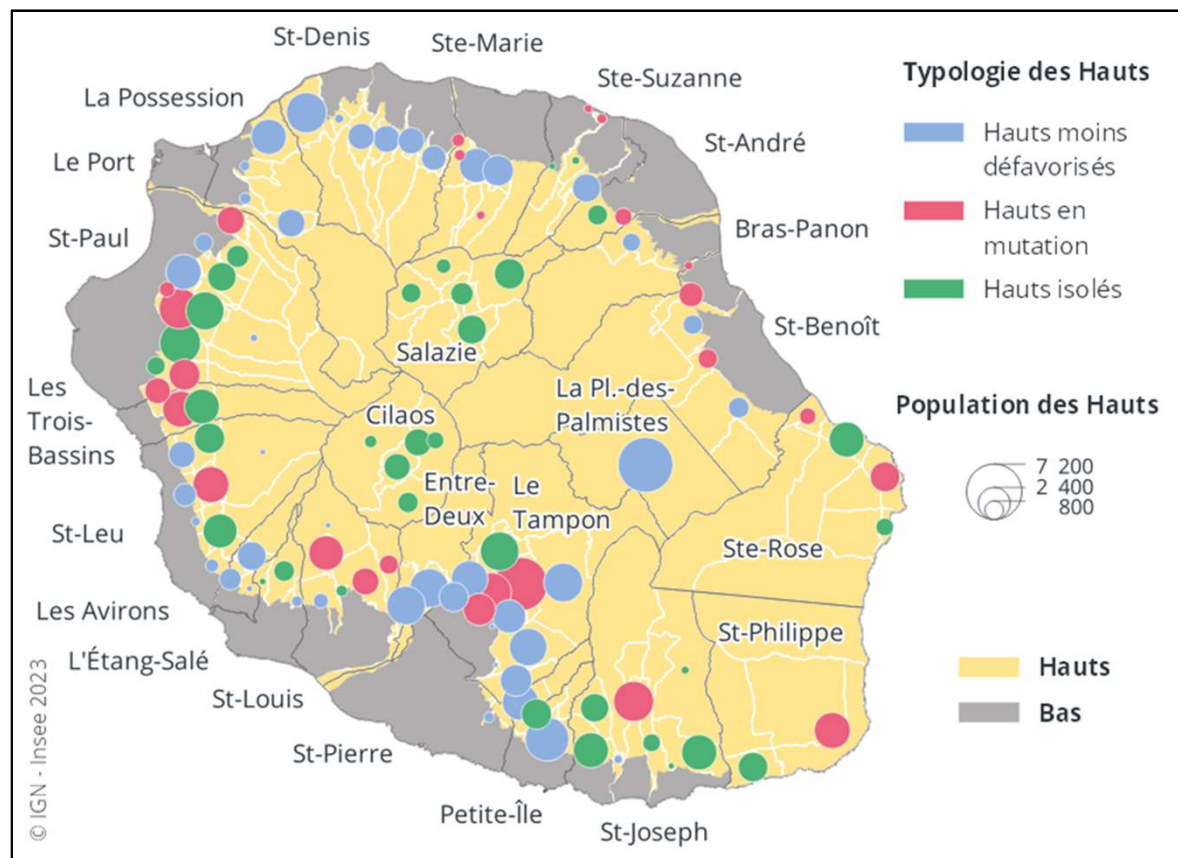 St-Denis
Ste-Marie
Ste-Suzanne
La Possession
Le Port
St-André
St-Paul
Bras-Panon
St-Benoît
Salazie
Les
Trois-
Bassins
Cilaos
La Pl.-des-
Palmistes
Entre-
Deux
Le
Tampon
St-Leu
Ste-Rose
Les Avirons
St-Philippe
L'Étang-Salé
St-Louis
St-Pierre
Petite-Île
St-Joseph
Typologie des Hauts
Hauts moins
défavorisés
Hauts en
mutation
Hauts isolés
Population des Hauts
7 200
2 400
800
Hauts
Bas
© IGN - Insee 2023